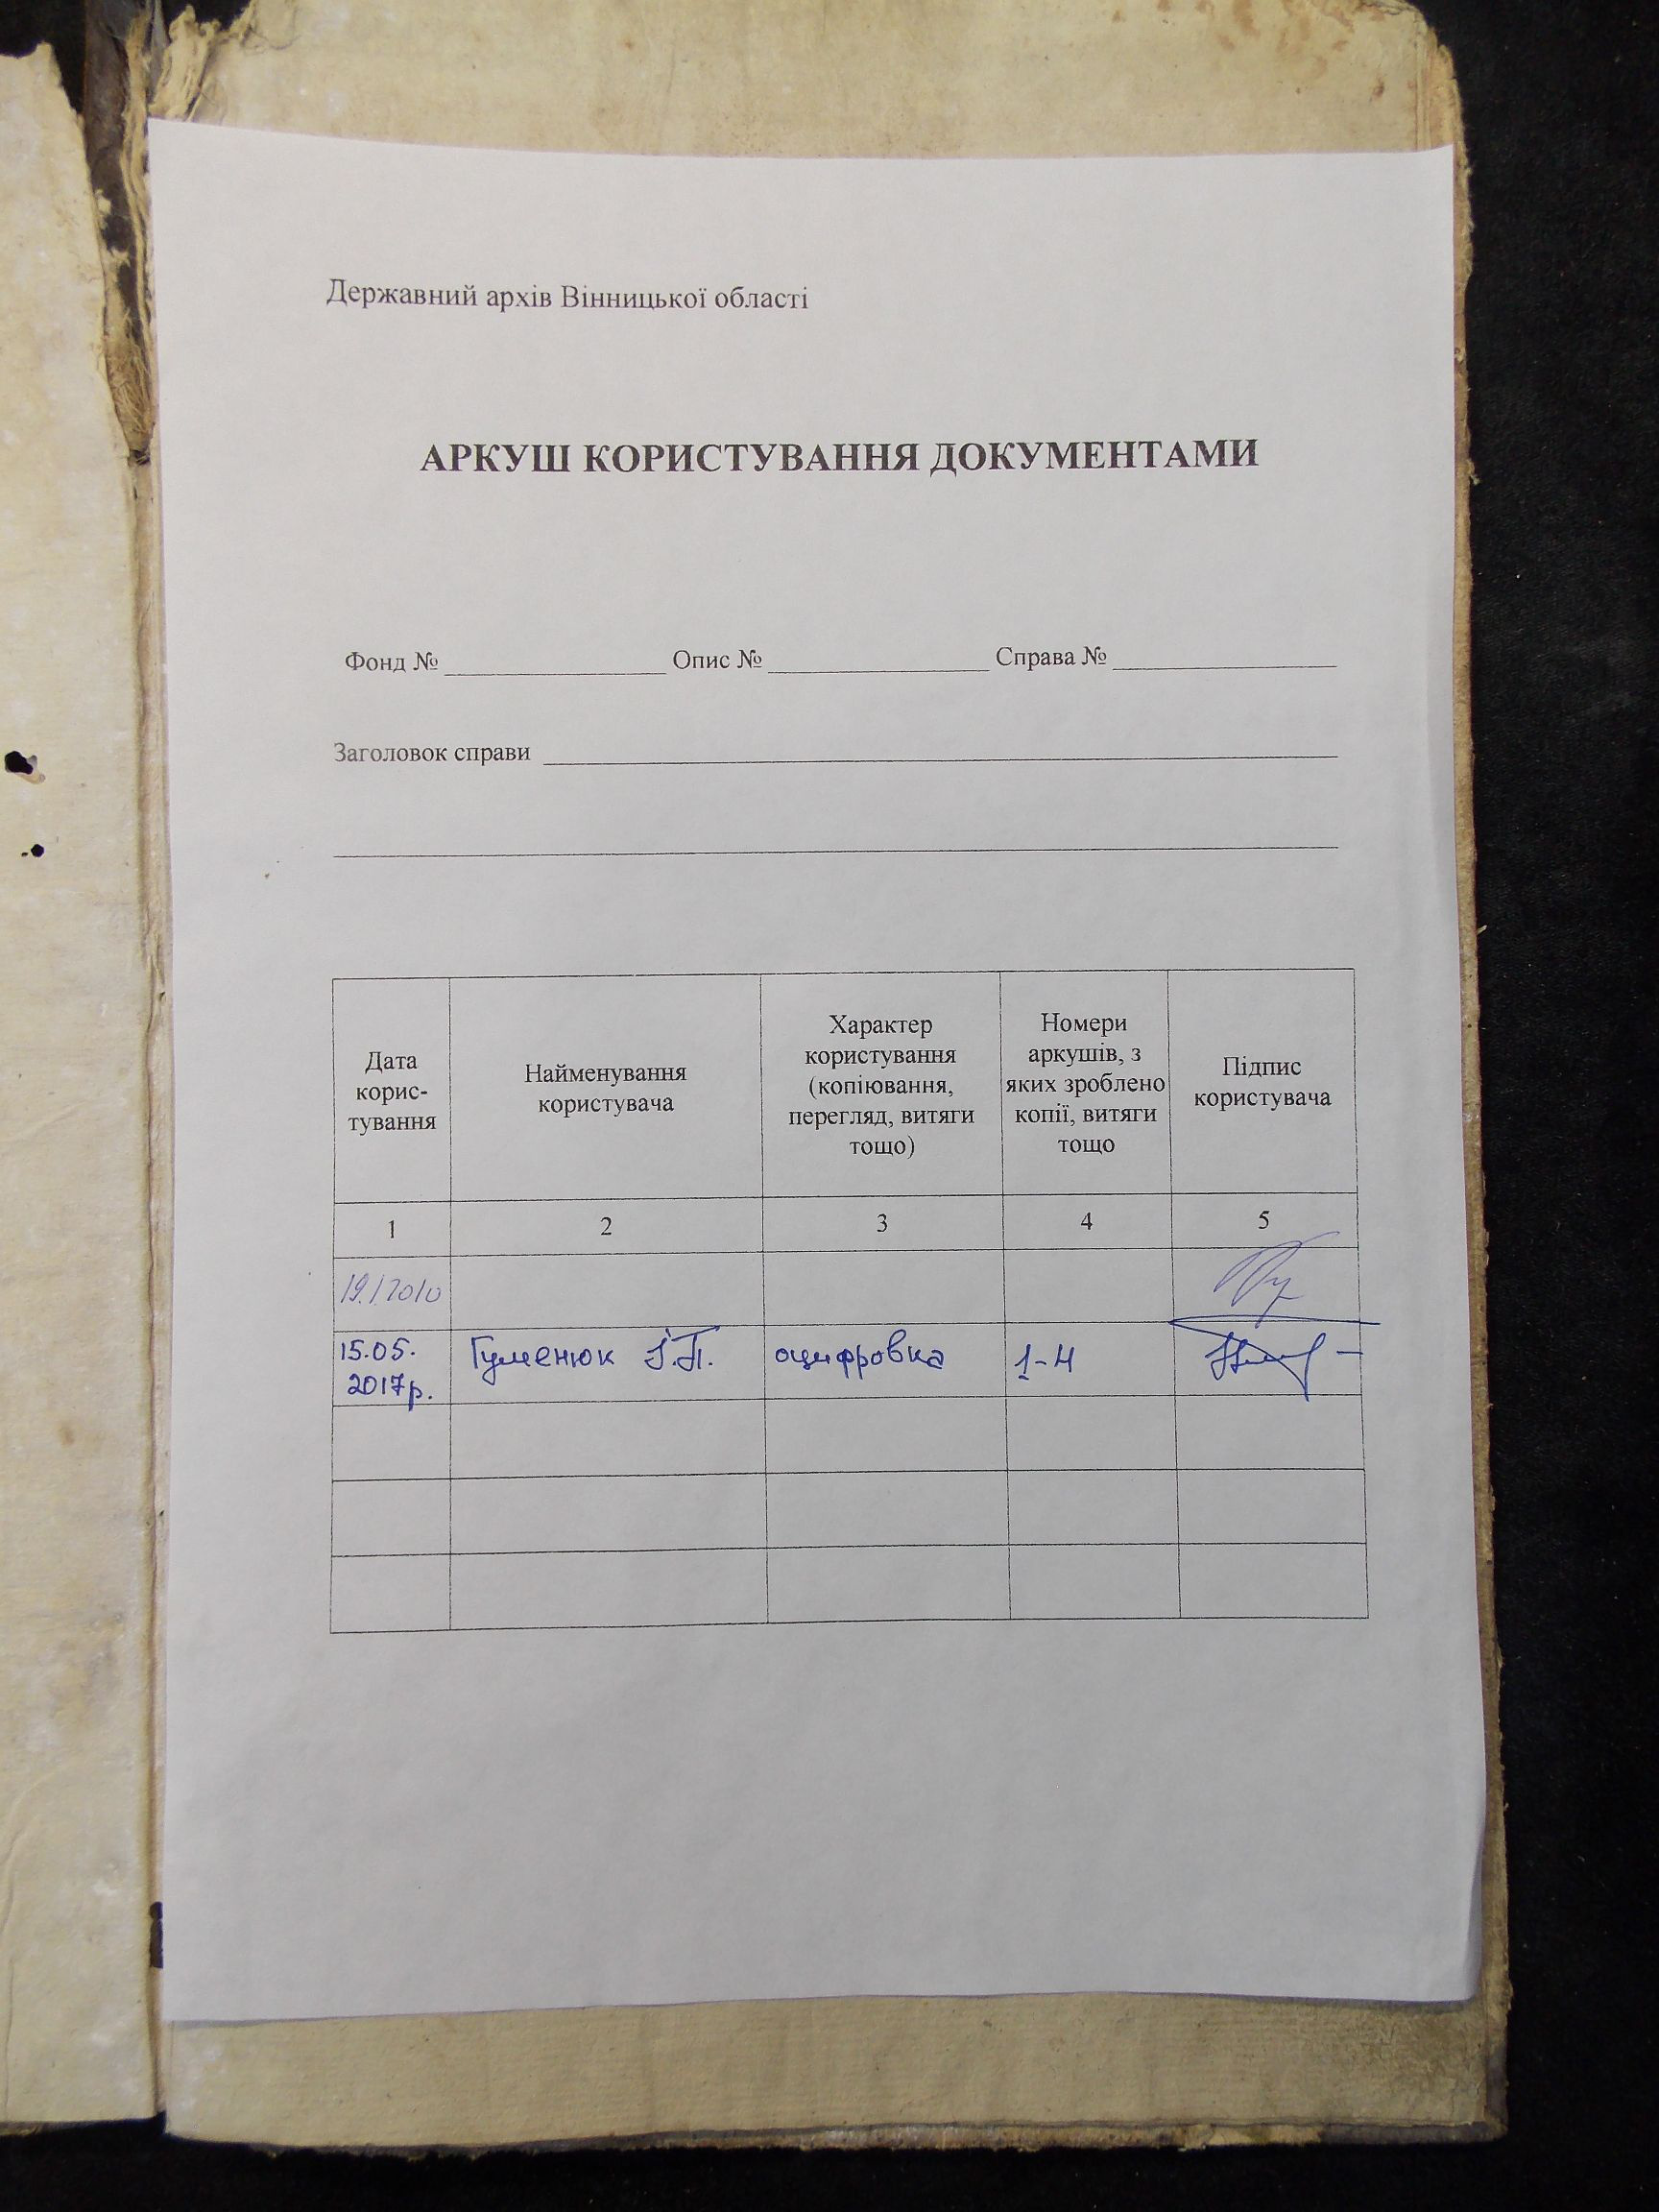 Державний архів Вінницької області
АРКУШ КОРИСТУВАННЯ ДОКУМЕНТАМИ
Фонд № Опис № Справа №
Заголовок справи
Дата
корис-
тування
Найменування
користувача
Характер
користування
(копіювання,
перегляд, витяги
тощо)
Номери
аркушів, з
яких зроблено
копії, витяги
тощо
Підпис
користувача
1 2 3 4 5
19.1.2010
15.05.
2017р.
Гуменюк І.П.
оцифровка
1-4